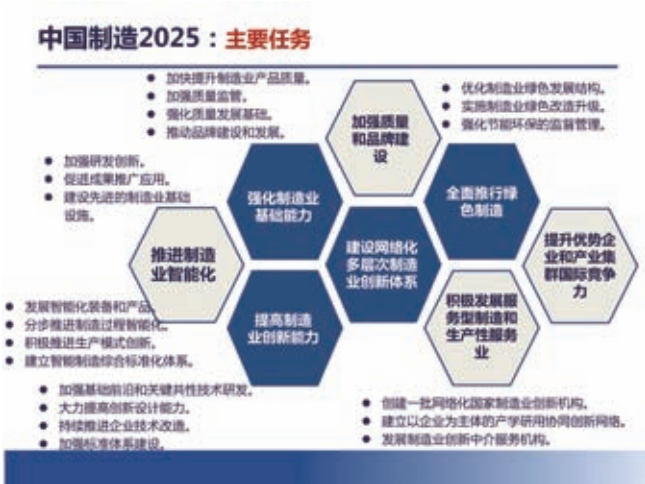 中国制造2025：主要任务
加快提升制造业产品质量。
加强质量监管。
强化质量发展基础。
推动品牌建设和发展。
加强质量
和品牌建
设
优化制造业绿色发展结构。
实施制造业绿色改造升级。
强化节能环保的监督管理。
加强研发创新。
促进成果推广应用。
建设先进的制造业基础
设施。
强化制造业
基础能力
全面推行绿
色制造
推进制造
业智能化
建设网络化
多层次制造
业创新体系
提升优势企
业和产业集
群国际竞争
力
发展智能化装备和产品。
分步推进制造过程智能化。
积极推进生产模式创新。
建立智能制造综合标准化体系。
提高制造
业创新能力
积极发展服
务型制造和
生产性服务
业
加强基础前沿和关键共性技术研发。
大力提高创新设计能力。
持续推进企业技术改造。
加强标准体系建设。
创建一批网络化国家制造业创新机构。
建立以企业为主体的产学研用协同创新网络。
发展制造业创新中介服务机构。